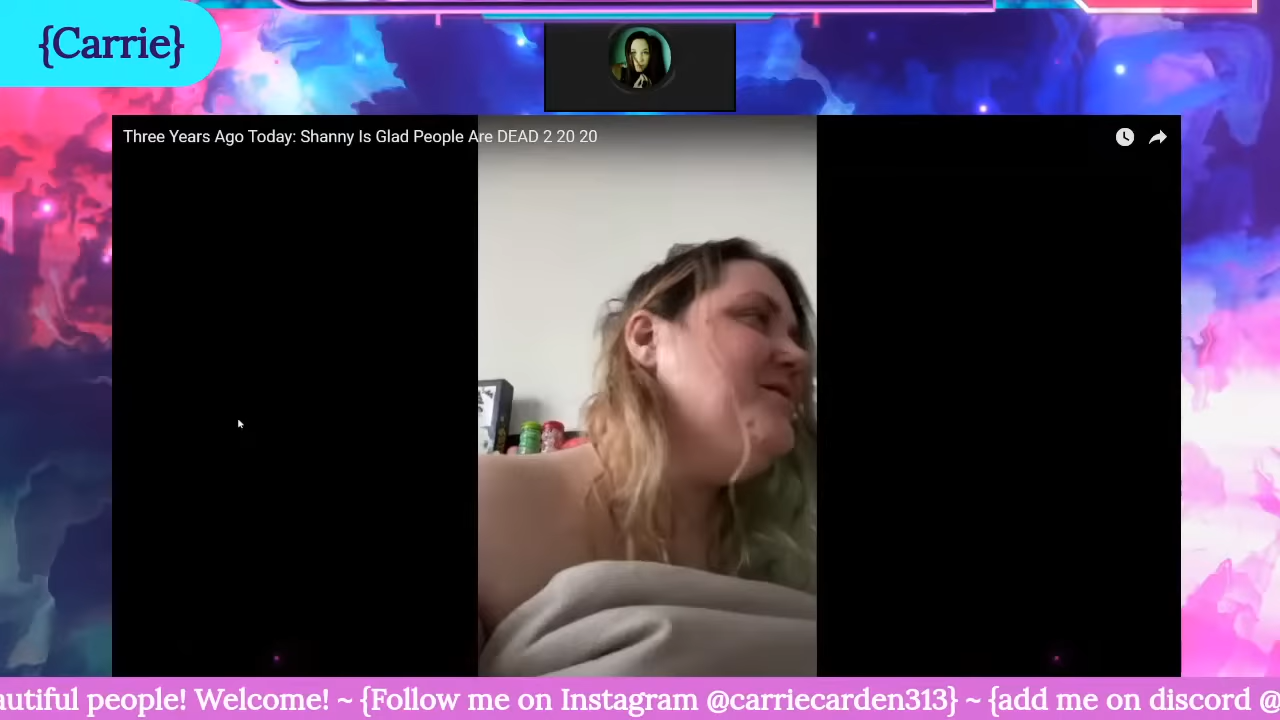 {Carrie}
Three Years Ago Today: Shanny Is Glad People Are DEAD 2 20 20
autiful people! Welcome! ~ {Follow me on Instagram @carriecarden313} ~ {add me on discord @